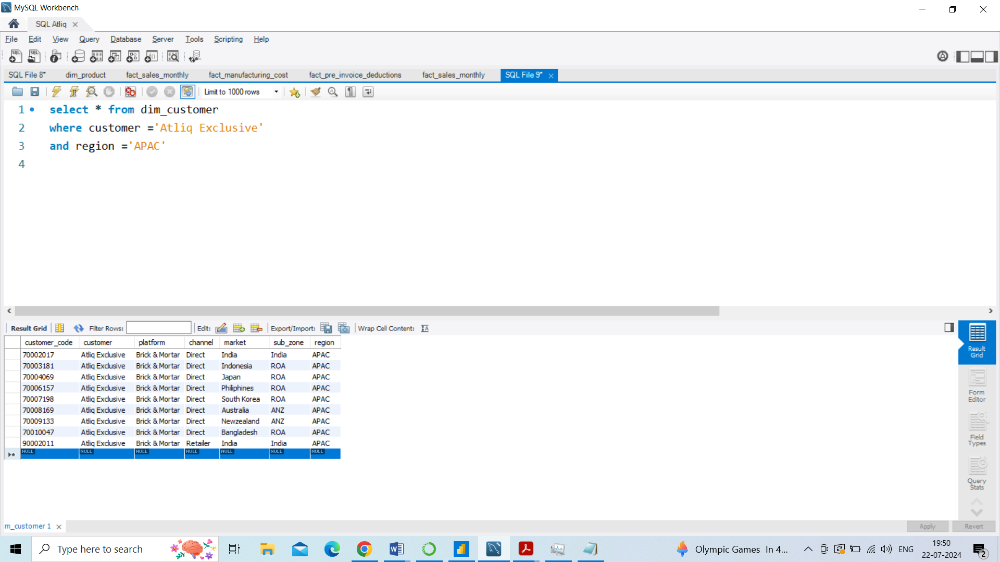 MySQL Workbench
SQL Atliq
File Edit View Query Database Server Tools Scripting Help
SQL File 8* dim_product fact_sales_monthly fact_manufacturing_cost fact_pre_invoice_deductions fact_sales_monthly SQL File 9*
Limit to 1000 rows
1 select * from dim_customer
2 where customer ='Atliq Exclusive'
3 and region ='APAC'
4
Result Grid Filter Rows: Edit: Export/Import: Wrap Cell Content:
customer_code customer platform channel market sub_zone region
70002017 Atliq Exclusive Brick & Mortar Direct India India APAC
70003181 Atliq Exclusive Brick & Mortar Direct Indonesia ROA APAC
70004069 Atliq Exclusive Brick & Mortar Direct Japan ROA APAC
70006157 Atliq Exclusive Brick & Mortar Direct Philiphines ROA APAC
70007198 Atliq Exclusive Brick & Mortar Direct South Korea ROA APAC
70008169 Atliq Exclusive Brick & Mortar Direct Australia ANZ APAC
70009133 Atliq Exclusive Brick & Mortar Direct Newzealand ANZ APAC
70010047 Atliq Exclusive Brick & Mortar Direct Bangladesh ROA APAC
90002011 Atliq Exclusive Brick & Mortar Retailer India India APAC
NULL NULL NULL NULL NULL NULL NULL
Result
Grid
Form
Editor
Field
Types
Query
Stats
m_customer 1
Apply Revert
Type here to search
Olympic Games In 4...
ENG
19:50
22-07-2024
2